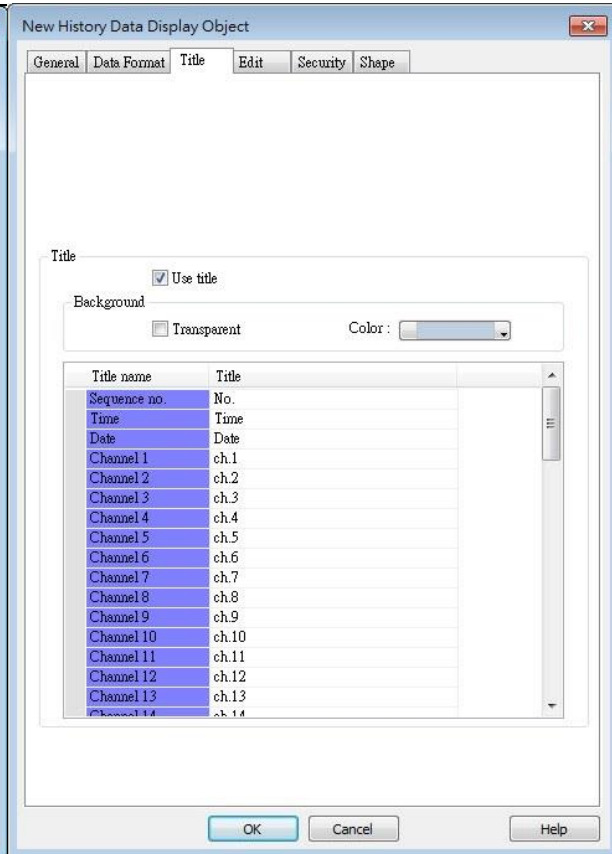 New History Data Display Object
General Data Format Title Edit Security Shape
Title
Use title
Background
Transparent Color :
Title name Title
Sequence no. No.
Time Time
Date Date
Channel 1 ch.1
Channel 2 ch.2
Channel 3 ch.3
Channel 4 ch.4
Channel 5 ch.5
Channel 6 ch.6
Channel 7 ch.7
Channel 8 ch.8
Channel 9 ch.9
Channel 10 ch.10
Channel 11 ch.11
Channel 12 ch.12
Channel 13 ch.13
Channel 14 ch.14
OK Cancel Help